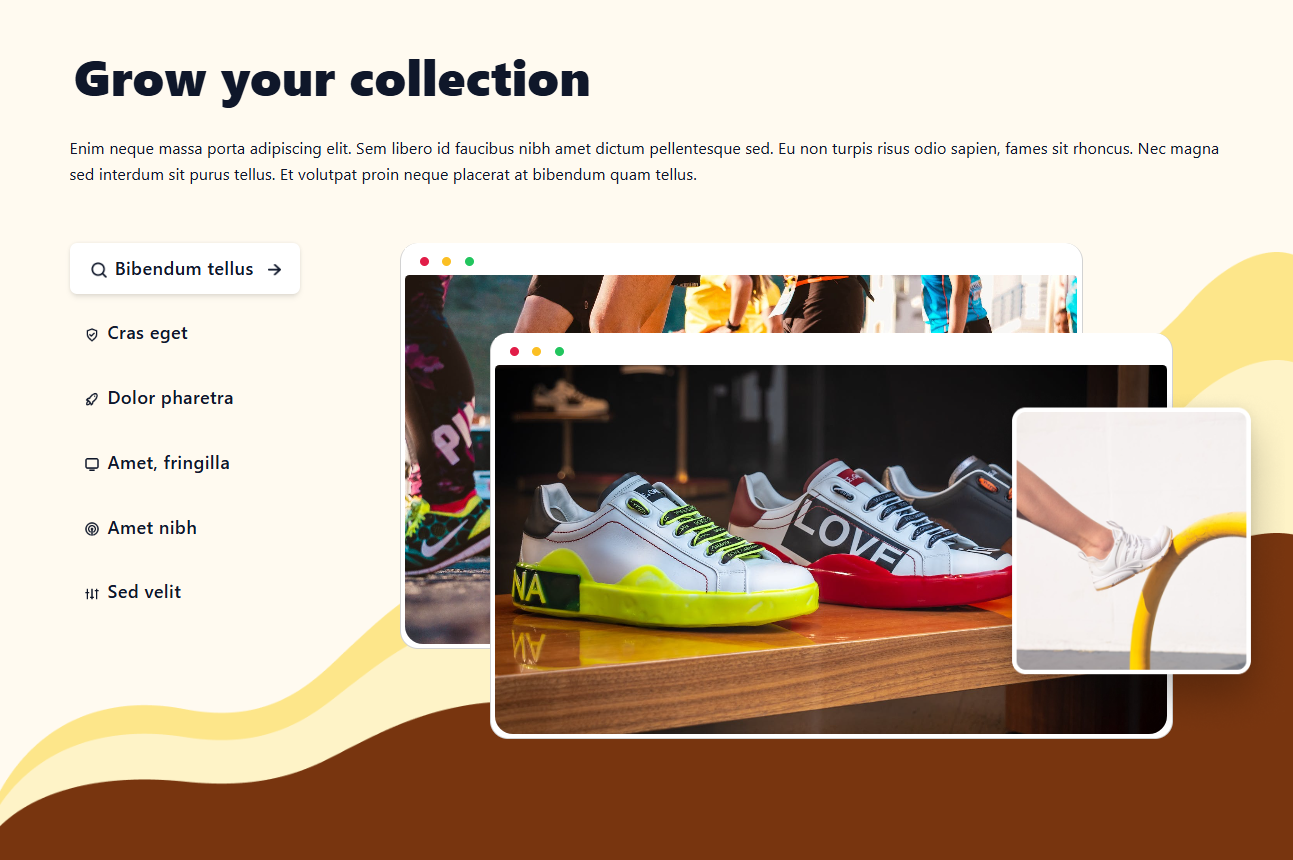 Grow your collection
Enim neque massa porta adipiscing elit. Sem libero id faucibus nibh amet dictum pellentesque sed. Eu non turpis risus odio sapien, fames sit rhoncus. Nec magna
sed interdum sit purus tellus. Et volutpat proin neque placerat at bibendum quam tellus.
Bibendum tellus
Cras eget
Dolor pharetra
Amet, fringilla
Amet nibh
Sed velit
LOVE
NA